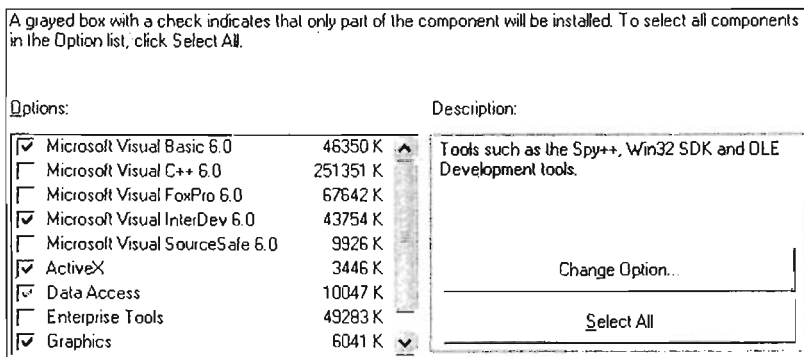 A grayed box with a check indicates that only part of the component will be installed. To select all components
in the Option list, click Select All.
Options:
Description:
Microsoft Visual Basic 6.0 46350 K
Microsoft Visual C++ 6.0 251351 K
Microsoft Visual FoxPro 6.0 67642 K
Microsoft Visual InterDev 6.0 43754 K
Microsoft Visual SourceSafe 6.0 9926 K
ActiveX 3446 K
Data Access 10047 K
Enterprise Tools 49283 K
Graphics 6041 K
Tools such as the Spy++, Win32 SDK and OLE
Development tools.
Change Option...
Select All